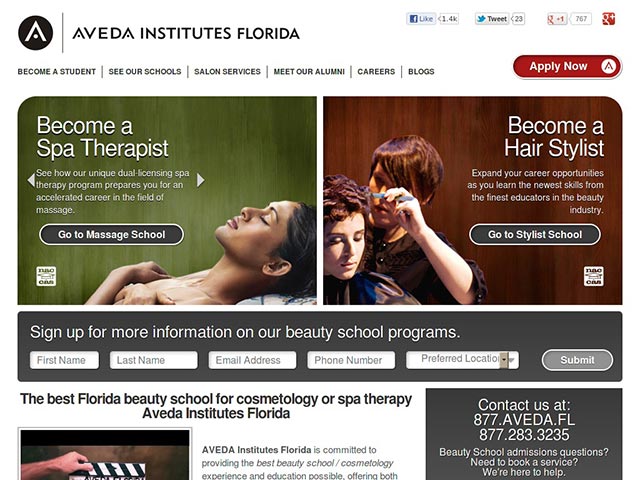 AVEDA INSTITUTES FLORIDA
Like 1.4k
Tweet 23
+1 767
BECOME A STUDENT
SEE OUR SCHOOLS
SALON SERVICES
MEET OUR ALUMNI
CAREERS
BLOGS
Apply Now
Become a
Spa Therapist
See how our unique dual-licensing spa
therapy program prepares you for an
accelerated career in the field of
massage.
Go to Massage School
nac
cas
Become a
Hair Stylist
Expand your career opportunities
as you learn the newest skills from
the finest educators in the beauty
industry.
Go to Stylist School
nac
cas
Sign up for more information on our beauty school programs.
First Name
Last Name
Email Address
Phone Number
Preferred Location
Submit
The best Florida beauty school for cosmetology or spa therapy
Aveda Institutes Florida
AVEDA Institutes Florida is committed to
providing the best beauty school / cosmetology
experience and education possible, offering both
Contact us at:
877.AVEDA.FL
877.283.3235
Beauty School admissions questions?
Need to book a service?
We're here to help.